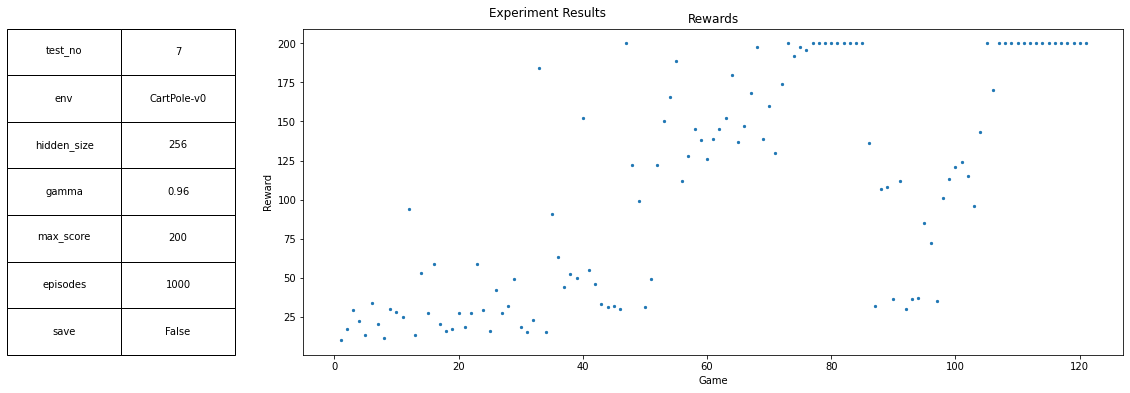 Experiment Results
test_no 7
env CartPole-v0
hidden_size 256
gamma 0.96
max_score 200
episodes 1000
save False
Rewards
200
175
150
125
100
75
50
25
Reward
0 20 40 60 80 100 120
Game